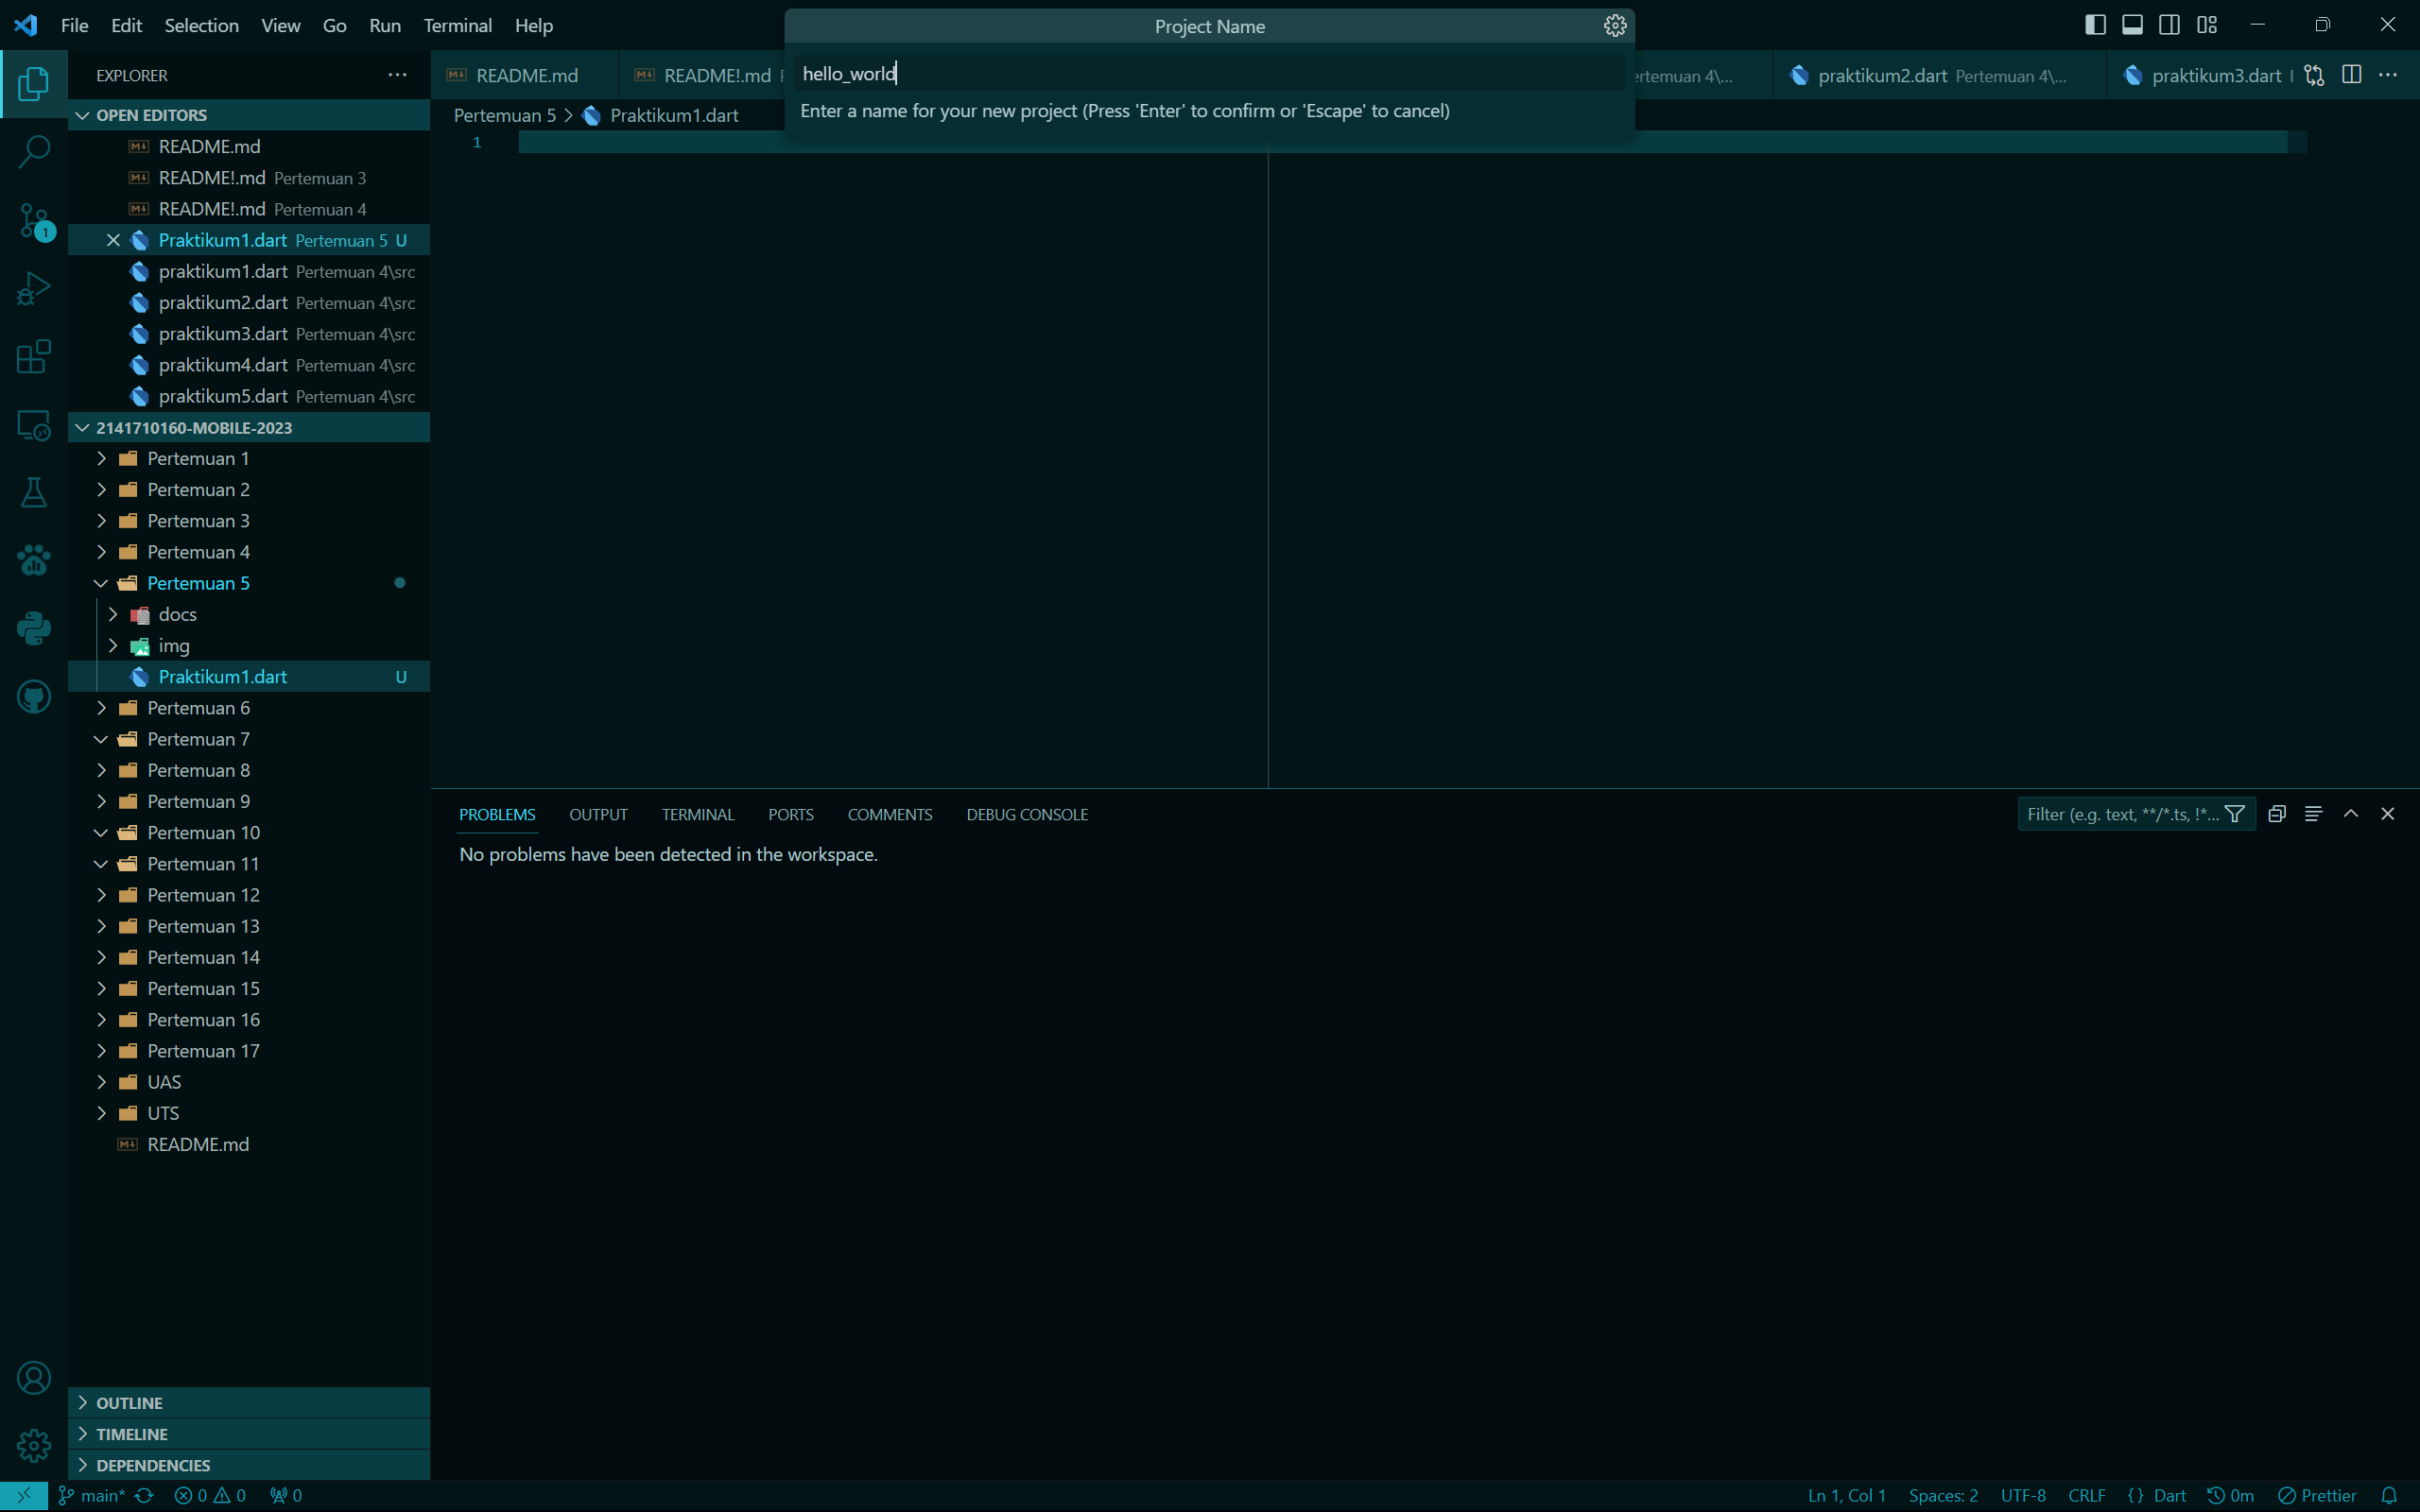 File Edit Selection View Go Run Terminal Help
Project Name
EXPLORER
README.md
README!.md
hello_world
praktikum2.dart Pertemuan 4\...
praktikum3.dart
Enter a name for your new project (Press 'Enter' to confirm or 'Escape' to cancel)
Pertemuan 5 > Praktikum1.dart
1
OPEN EDITORS
README.md
README!.md Pertemuan 3
README!.md Pertemuan 4
1
Praktikum1.dart Pertemuan 5 U
praktikum1.dart Pertemuan 4\src
praktikum2.dart Pertemuan 4\src
praktikum3.dart Pertemuan 4\src
praktikum4.dart Pertemuan 4\src
praktikum5.dart Pertemuan 4\src
2141710160-MOBILE-2023
Pertemuan 1
Pertemuan 2
Pertemuan 3
Pertemuan 4
Pertemuan 5
docs
img
Praktikum1.dart U
Pertemuan 6
Pertemuan 7
Pertemuan 8
Pertemuan 9
Pertemuan 10
Pertemuan 11
Pertemuan 12
Pertemuan 13
Pertemuan 14
Pertemuan 15
Pertemuan 16
Pertemuan 17
UAS
UTS
README.md
OUTLINE
TIMELINE
DEPENDENCIES
PROBLEMS OUTPUT TERMINAL PORTS COMMENTS DEBUG CONSOLE
Filter (e.g. text, **/*.ts, !*...
No problems have been detected in the workspace.
main* 0 0 0
Ln 1, Col 1 Spaces: 2 UTF-8 CRLF {} Dart 0m Prettier